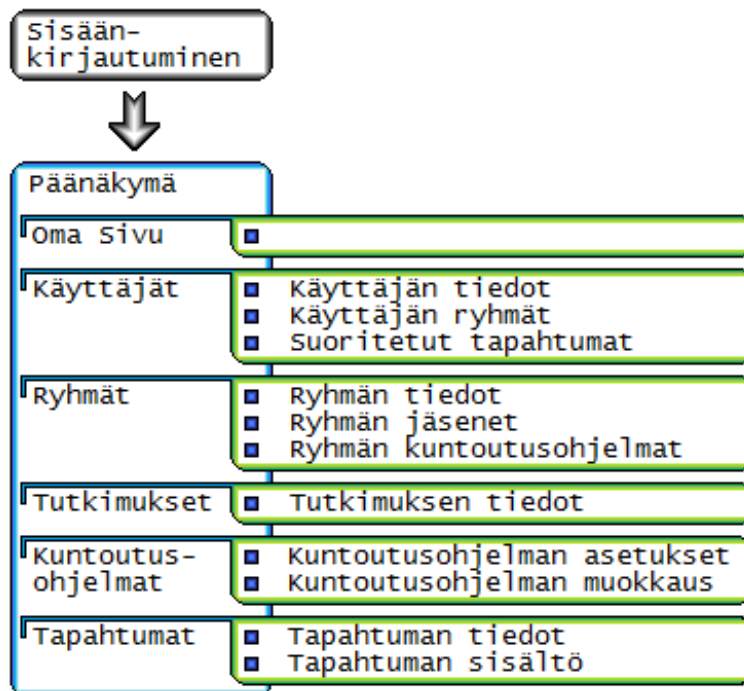 Sisään-
kirjautuminen
Päänäkymä
Oma Sivu
Käyttäjät
Käyttäjän tiedot
Käyttäjän ryhmät
Suoritetut tapahtumat
Ryhmät
Ryhmän tiedot
Ryhmän jäsenet
Ryhmän kuntoutusohjelmat
Tutkimukset
Tutkimuksen tiedot
Kuntoutus-
ohjelmat
Kuntoutusohjelman asetukset
Kuntoutusohjelman muokkaus
Tapahtumat
Tapahtuman tiedot
Tapahtuman sisältö